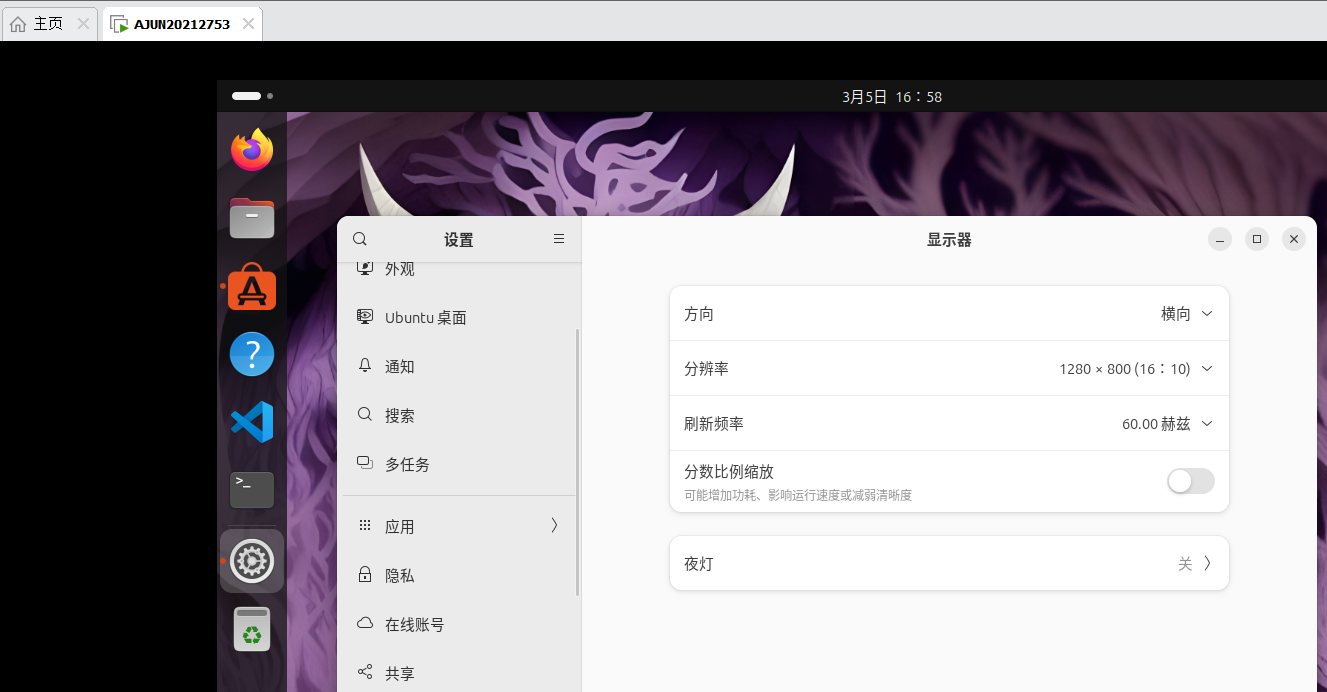 主页
AJUN20212753
3月5日 16：58
设置
显示器
外观
Ubuntu 桌面
通知
搜索
多任务
应用
隐私
在线账号
共享
方向
横向
分辨率
1280 × 800 (16：10)
刷新频率
60.00 赫兹
分数比例缩放
可能增加功耗、影响运行速度或减弱清晰度
夜灯
关